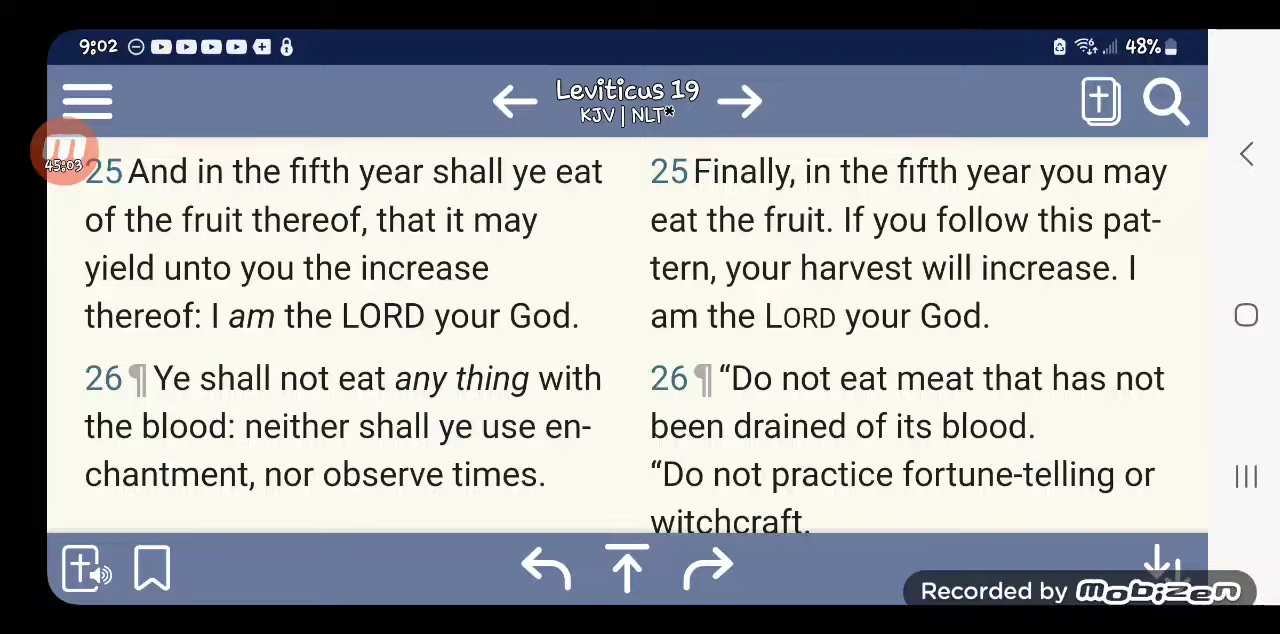 9:02
48%
Leviticus 19
KJV | NLT*
45:03
25 And in the fifth year shall ye eat
of the fruit thereof, that it may
yield unto you the increase
thereof: I am the LORD your God.
26 ¶ Ye shall not eat any thing with
the blood: neither shall ye use en-
chantment, nor observe times.
25 Finally, in the fifth year you may
eat the fruit. If you follow this pat-
tern, your harvest will increase. I
am the LORD your God.
26 ¶ “Do not eat meat that has not
been drained of its blood.
“Do not practice fortune-telling or
witchcraft.
Recorded by Mobizen